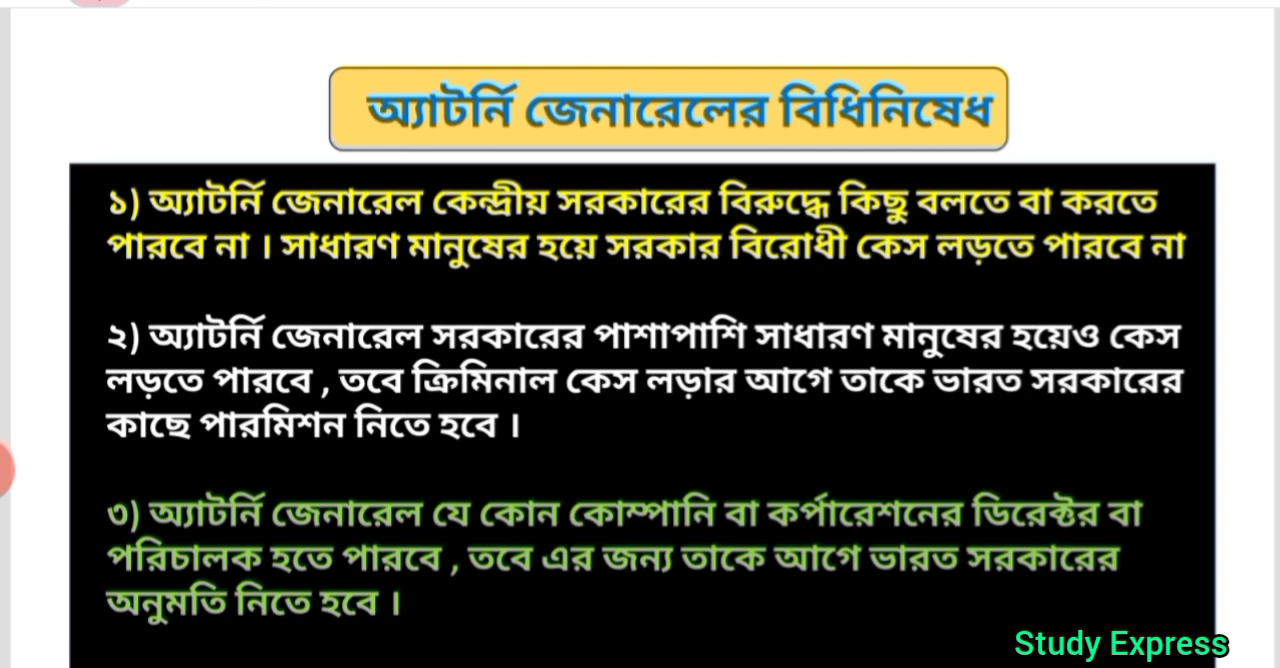 অ্যাটর্নি জেনারেলের বিধিনিষেধ
১) অ্যাটর্নি জেনারেল কেন্দ্রীয় সরকারের বিরুদ্ধে কিছু বলতে বা করতে
পারবে না । সাধারণ মানুষের হয়ে সরকার বিরোধী কেস লড়তে পারবে না
২) অ্যাটর্নি জেনারেল সরকারের পাশাপাশি সাধারণ মানুষের হয়েও কেস
লড়তে পারবে , তবে ক্রিমিনাল কেস লড়ার আগে তাকে ভারত সরকারের
কাছে পারমিশন নিতে হবে ।
৩) অ্যাটর্নি জেনারেল যে কোন কোম্পানি বা কর্পারেশনের ডিরেক্টর বা
পরিচালক হতে পারবে , তবে এর জন্য তাকে আগে ভারত সরকারের
অনুমতি নিতে হবে ।
Study Express